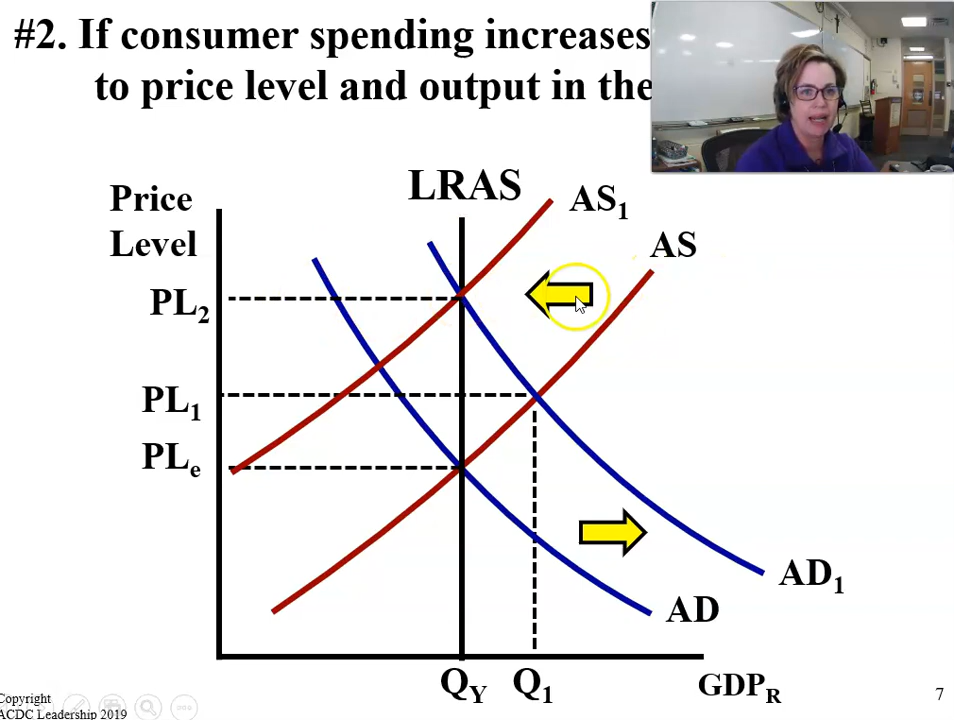 #2. If consumer spending increases
to price level and output in the
LRAS
AS1
AS
Price
Level
PL2
PL1
PLe
AD1
AD
QY Q1
GDPR
Copyright
ACDC Leadership 2019
7